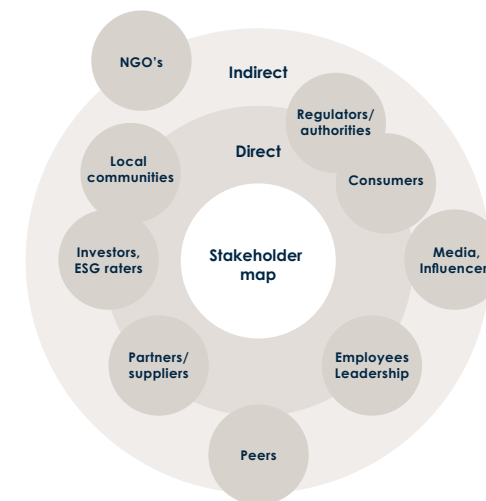 NGO's
Indirect
Regulators/
authorities
Direct
Local
communities
Consumers
Investors,
ESG raters
Stakeholder
map
Media,
Influencer
Partners/
suppliers
Employees
Leadership
Peers